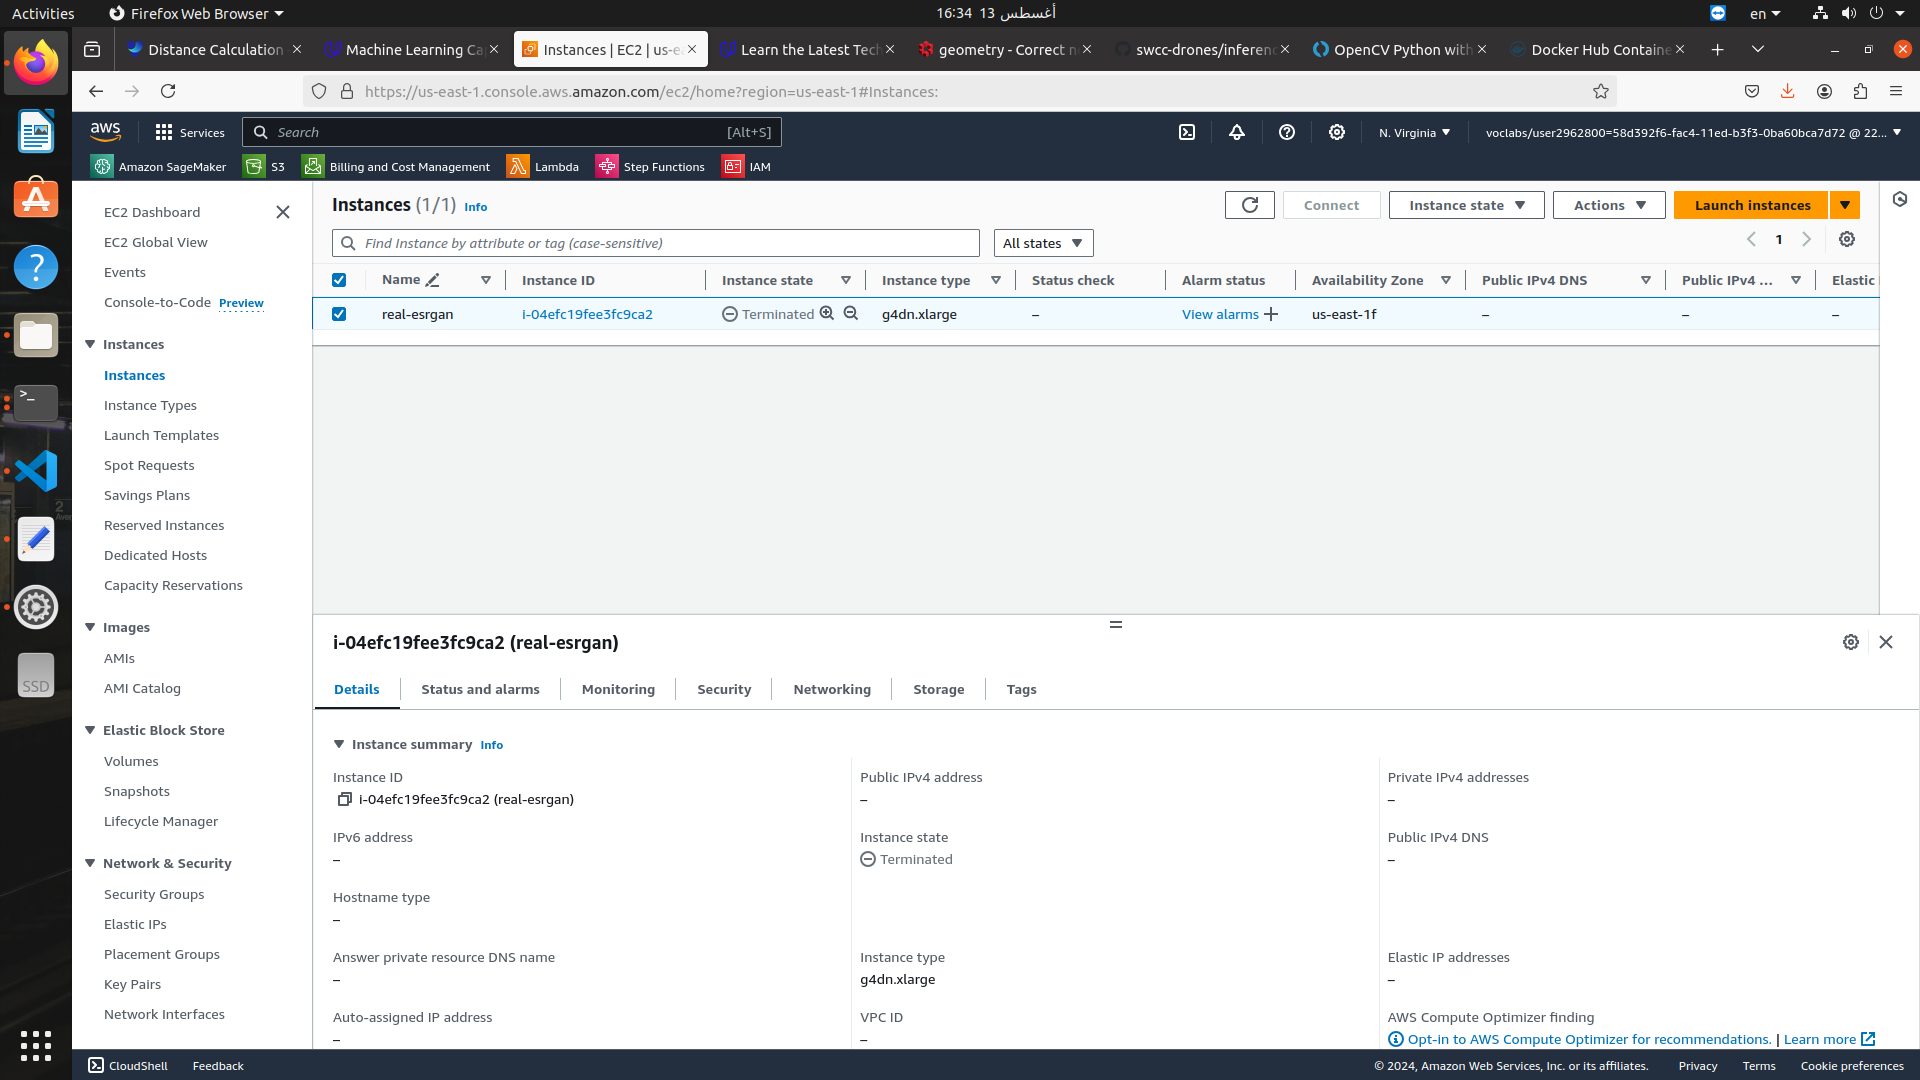 Activities
Firefox Web Browser
16:34 13 أغسطس
en
Distance Calculation
Machine Learning Ca
Instances | EC2 | us-ea
Learn the Latest Tech
geometry - Correct n
swcc-drones/inferenc
OpenCV Python with
Docker Hub Containe
https://us-east-1.console.aws.amazon.com/ec2/home?region=us-east-1#Instances:
aws
Services
Search
[Alt+S]
N. Virginia
voclabs/user2962800=58d392f6-fac4-11ed-b3f3-0ba60bca7d72 @ 22...
Amazon SageMaker
S3
Billing and Cost Management
Lambda
Step Functions
IAM
EC2 Dashboard
EC2 Global View
Events
Console-to-Code Preview
Instances
Instances
Instance Types
Launch Templates
Spot Requests
Savings Plans
Reserved Instances
Dedicated Hosts
Capacity Reservations
Images
AMIs
AMI Catalog
Elastic Block Store
Volumes
Snapshots
Lifecycle Manager
Network & Security
Security Groups
Elastic IPs
Placement Groups
Key Pairs
Network Interfaces
Instances (1/1) Info
Connect
Instance state
Actions
Launch instances
Find Instance by attribute or tag (case-sensitive)
All states
1
Name
Instance ID
Instance state
Instance type
Status check
Alarm status
Availability Zone
Public IPv4 DNS
Public IPv4 ...
Elastic
real-esrgan
i-04efc19fee3fc9ca2
Terminated
g4dn.xlarge
–
View alarms
us-east-1f
–
–
–
i-04efc19fee3fc9ca2 (real-esrgan)
Details
Status and alarms
Monitoring
Security
Networking
Storage
Tags
Instance summary Info
Instance ID
i-04efc19fee3fc9ca2 (real-esrgan)
Public IPv4 address
–
Private IPv4 addresses
–
IPv6 address
–
Instance state
Terminated
Public IPv4 DNS
–
Hostname type
–
Answer private resource DNS name
–
Instance type
g4dn.xlarge
Elastic IP addresses
–
Auto-assigned IP address
–
VPC ID
–
AWS Compute Optimizer finding
Opt-in to AWS Compute Optimizer for recommendations. | Learn more
SSD
CloudShell
Feedback
© 2024, Amazon Web Services, Inc. or its affiliates.
Privacy
Terms
Cookie preferences